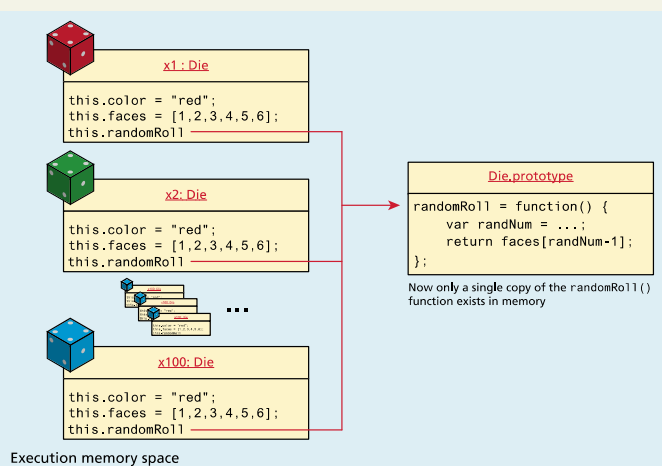 x1 : Die
this.color = "red";
this.faces = [1,2,3,4,5,6];
this.randomRoll
x2: Die
this.color = "red";
this.faces = [1,2,3,4,5,6];
this.randomRoll
...
x100: Die
this.color = "red";
this.faces = [1,2,3,4,5,6];
this.randomRoll
Die.prototype
randomRoll = function() {
var randNum = ...;
return faces[randNum-1];
};
Now only a single copy of the randomRoll()
function exists in memory
Execution memory space